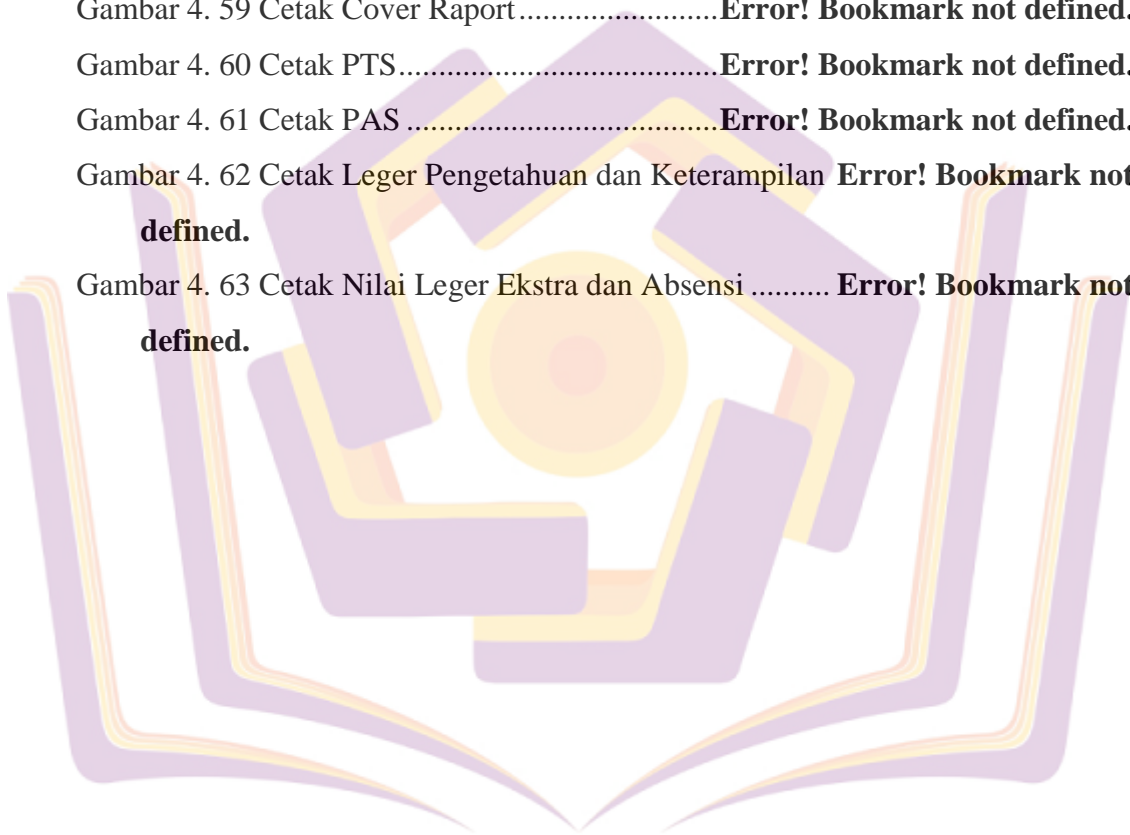 Gambar 4. 59 Cetak Cover Raport.........................Error! Bookmark not defined.
Gambar 4. 60 Cetak PTS........................................Error! Bookmark not defined.
Gambar 4. 61 Cetak PAS.......................................Error! Bookmark not defined.
Gambar 4. 62 Cetak Leger Pengetahuan dan Keterampilan Error! Bookmark not
defined.
Gambar 4. 63 Cetak Nilai Leger Ekstra dan Absensi .......... Error! Bookmark not
defined.